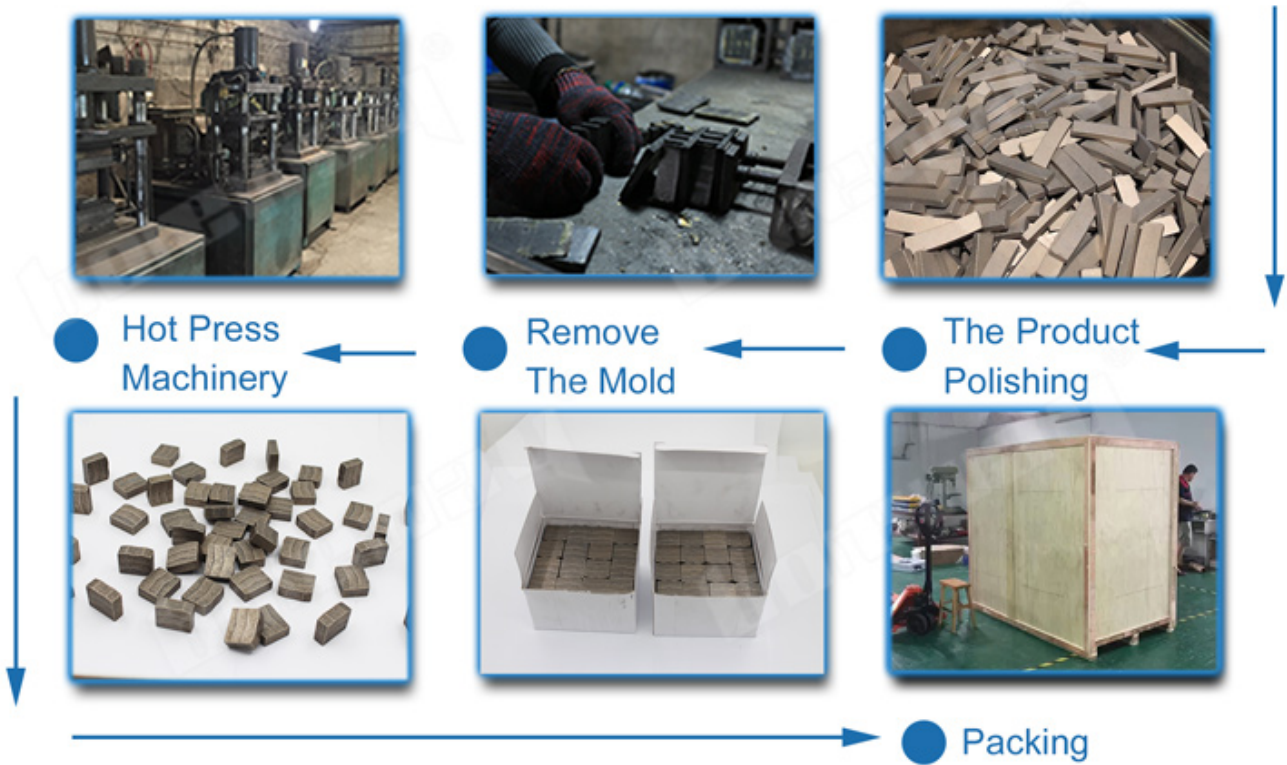 Hot Press
Machinery
Remove
The Mold
The Product
Polishing
Packing